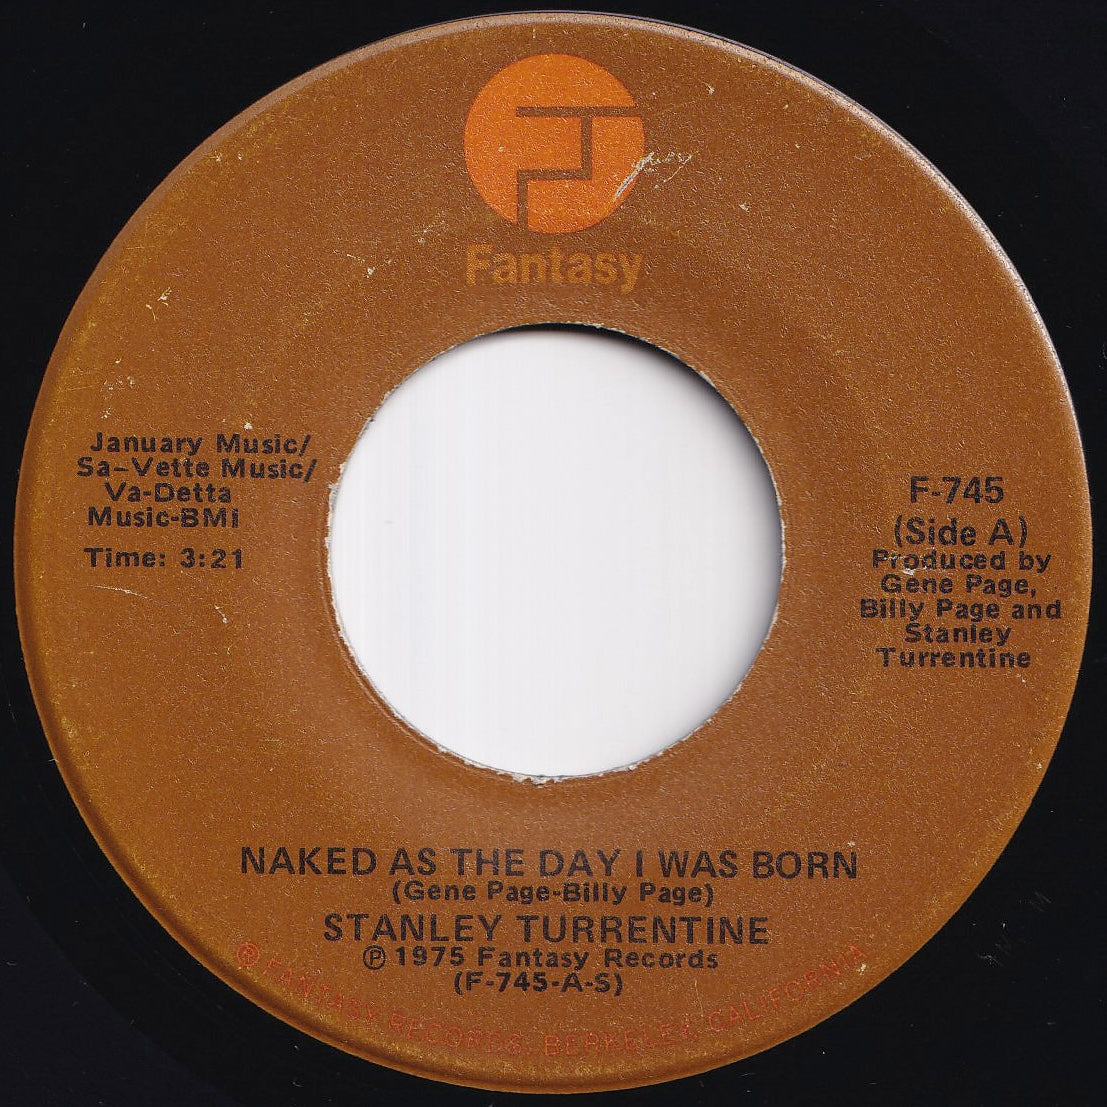 Fantasy
January Music/
Sa-Vette Music/
Va-Detta
Music-BMi
Time: 3:21
F-745
(Side A)
Produced by
Gene Page,
Billy Page and
Stanley
Turrentine
NAKED AS THE DAY I WAS BORN
(Gene Page-Billy Page)
STANLEY TURRENTINE
℗ 1975 Fantasy Records
(F-745-A-S)
® FANTASY RECORDS, BERKELEY, CALIFORNIA